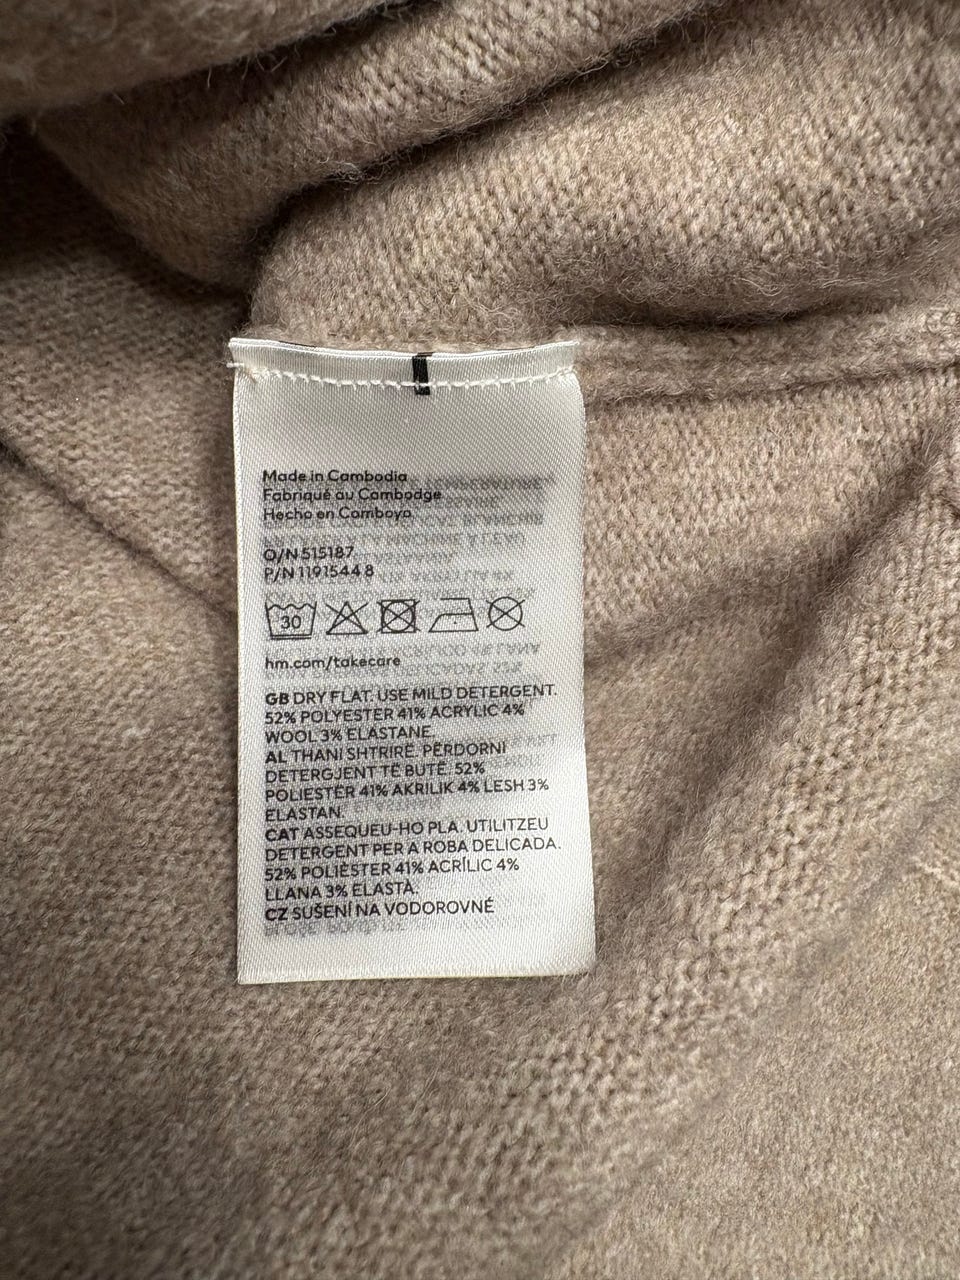 Made in Cambodia
Fabriqué au Cambodge
Hecho en Camboya
O/N 515187
P/N 1191544 8
30
hm.com/takecare
GB DRY FLAT. USE MILD DETERGENT.
52% POLYESTER 41% ACRYLIC 4%
WOOL 3% ELASTANE.
AL THANI SHTRIRË. PËRDORNI
DETERGJENT TË BUTË. 52%
POLIESTËR 41% AKRILIK 4% LESH 3%
ELASTAN.
CAT ASSEQUEU-HO PLA. UTILITZEU
DETERGENT PER A ROBA DELICADA.
52% POLIÈSTER 41% ACRÍLIC 4%
LLANA 3% ELASTÀ.
CZ SUŠENÍ NA VODOROVNÉ